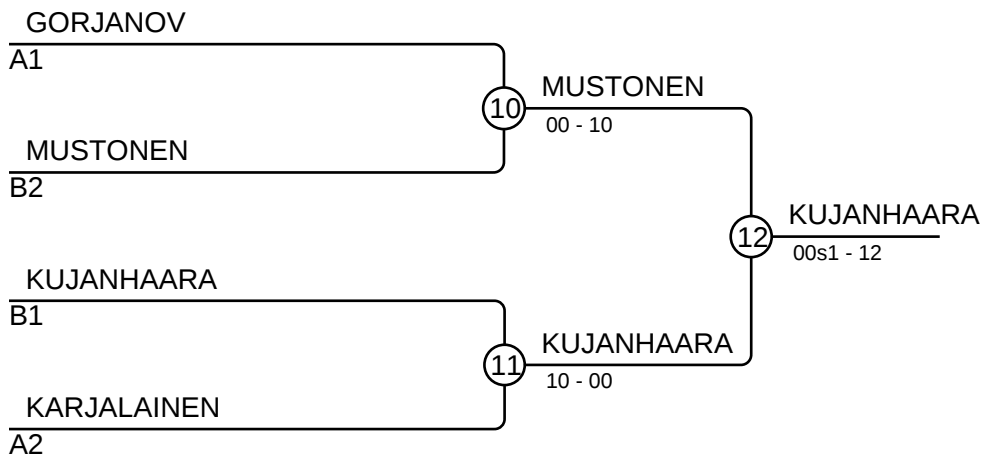 GORJANOV
A1
10
MUSTONEN
00 - 10
MUSTONEN
B2
12
KUJANHAARA
00s1 - 12
KUJANHAARA
B1
11
KUJANHAARA
10 - 00
KARJALAINEN
A2